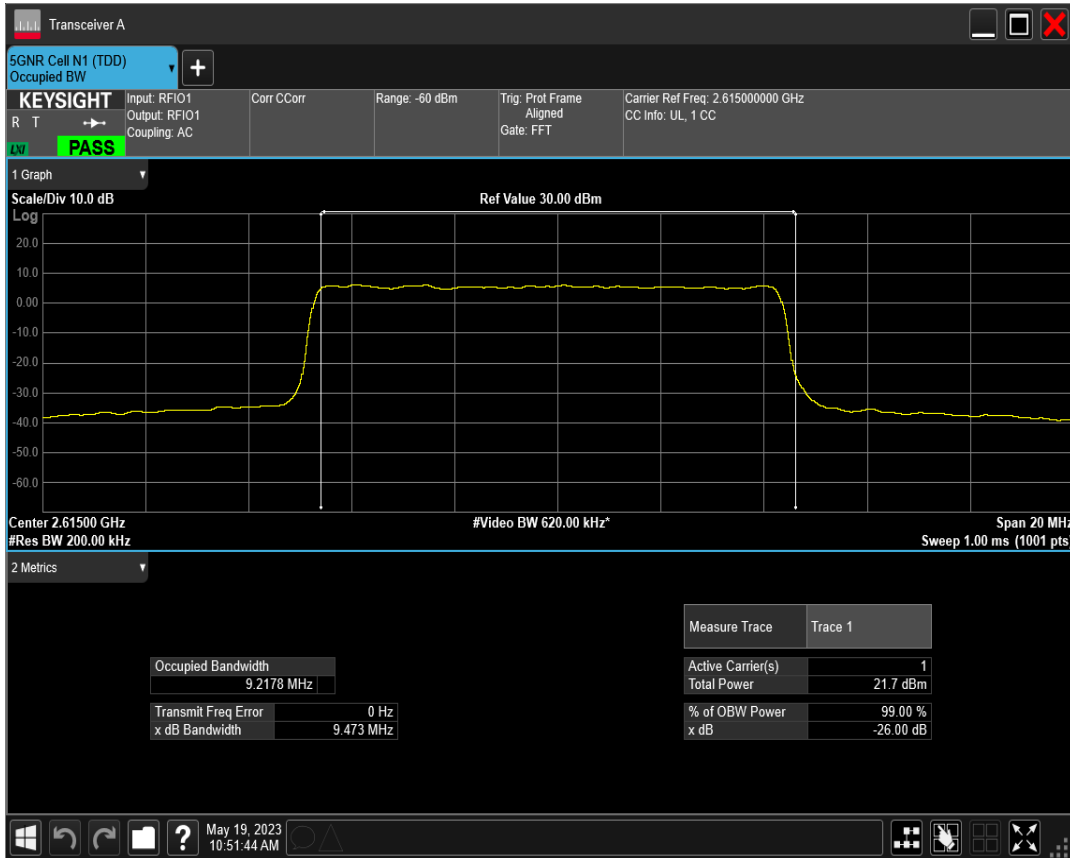 Transceiver A
5GNR Cell N1 (TDD)
Occupied BW
+
KEYSIGHT
R T
LXI
PASS
Input: RFIO1
Output: RFIO1
Coupling: AC
Corr CCorr
Range: -60 dBm
Trig: Prot Frame
Aligned
Gate: FFT
Carrier Ref Freq: 2.615000000 GHz
CC Info: UL, 1 CC
1 Graph
Scale/Div 10.0 dB
Ref Value 30.00 dBm
Log
20.0
10.0
0.00
-10.0
-20.0
-30.0
-40.0
-50.0
-60.0
Center 2.61500 GHz
#Video BW 620.00 kHz*
Span 20 MHz
#Res BW 200.00 kHz
Sweep 1.00 ms (1001 pts)
2 Metrics
Measure Trace Trace 1
Occupied Bandwidth
9.2178 MHz
Active Carrier(s) 1
Total Power 21.7 dBm
Transmit Freq Error 0 Hz
x dB Bandwidth 9.473 MHz
% of OBW Power 99.00 %
x dB -26.00 dB
?
May 19, 2023
10:51:44 AM